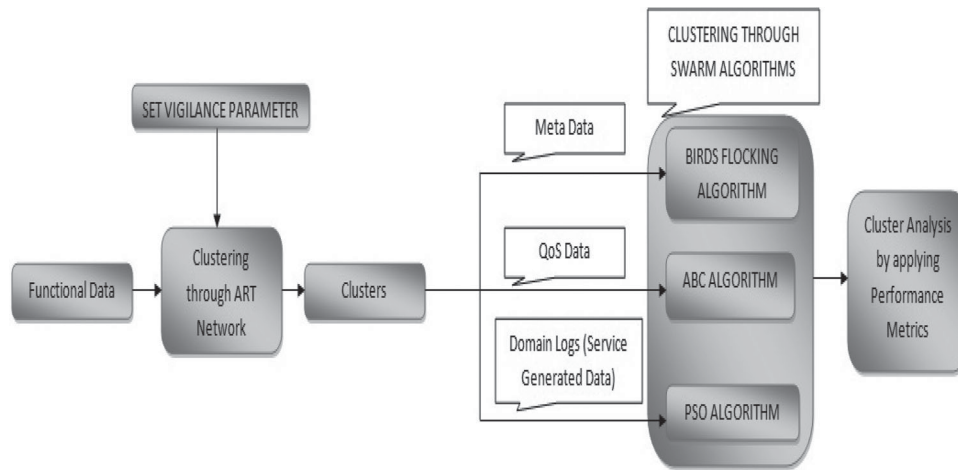 CLUSTERING THROUGH
SWARM ALGORITHMS
SET VIGILANCE PARAMETER
Meta Data
BIRDS FLOCKING
ALGORITHM
Functional Data
Clustering
through ART
Network
Clusters
QoS Data
ABC ALGORITHM
Cluster Analysis
by applying
Performance
Metrics
Domain Logs (Service
Generated Data)
PSO ALGORITHM